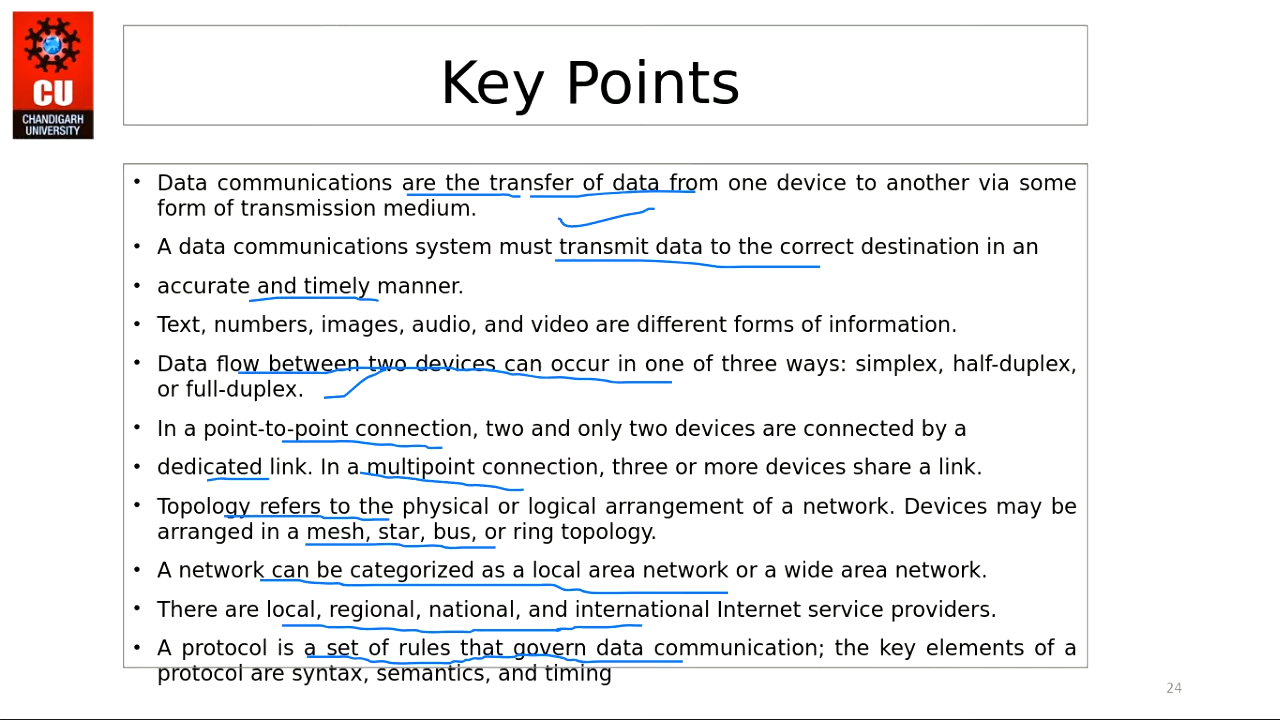 CU
CHANDIGARH
UNIVERSITY
Key Points
• Data communications are the transfer of data from one device to another via some
form of transmission medium.
• A data communications system must transmit data to the correct destination in an
• accurate and timely manner.
• Text, numbers, images, audio, and video are different forms of information.
• Data flow between two devices can occur in one of three ways: simplex, half-duplex,
or full-duplex.
• In a point-to-point connection, two and only two devices are connected by a
• dedicated link. In a multipoint connection, three or more devices share a link.
• Topology refers to the physical or logical arrangement of a network. Devices may be
arranged in a mesh, star, bus, or ring topology.
• A network can be categorized as a local area network or a wide area network.
• There are local, regional, national, and international Internet service providers.
• A protocol is a set of rules that govern data communication; the key elements of a
protocol are syntax, semantics, and timing
24